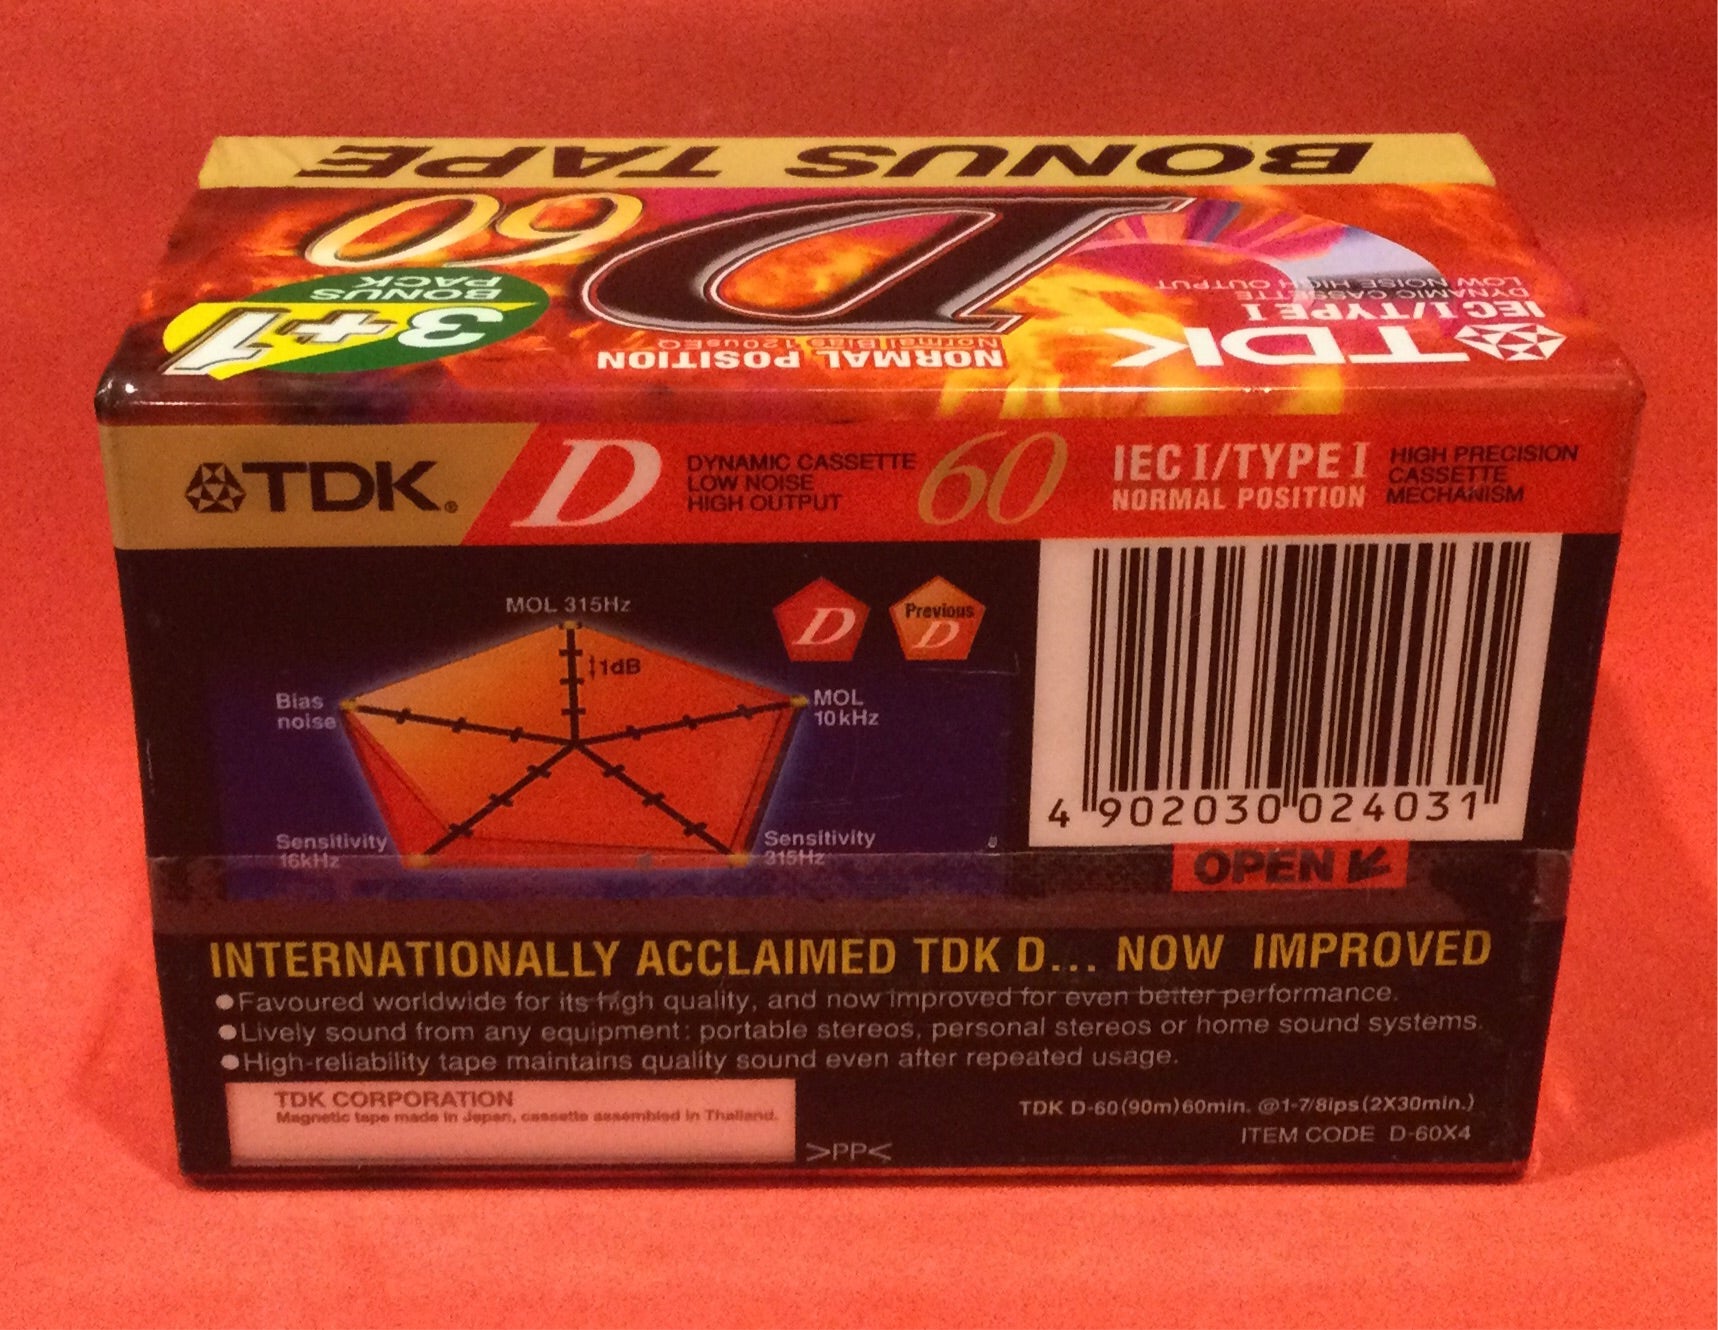 BONUS TAPE
D
60
3+1
BONUS
PACK
TDK
IEC I/TYPE I
DYNAMIC CASSETTE
LOW NOISE HIGH OUTPUT
NORMAL POSITION
Normal Bias 120µsEQ
TDK®
D
DYNAMIC CASSETTE
LOW NOISE
HIGH OUTPUT
60
IEC I/TYPE I
NORMAL POSITION
HIGH PRECISION
CASSETTE
MECHANISM
MOL 315Hz
1dB
Bias
noise
MOL
10kHz
Sensitivity
16kHz
Sensitivity
315Hz
D
Previous
D
4 902030 024031
OPEN
INTERNATIONALLY ACCLAIMED TDK D... NOW IMPROVED
●Favoured worldwide for its high quality, and now improved for even better performance.
●Lively sound from any equipment: portable stereos, personal stereos or home sound systems.
●High-reliability tape maintains quality sound even after repeated usage.
TDK CORPORATION
Magnetic tape made in Japan, cassette assembled in Thailand.
>PP<
TDK D-60(90m)60min. @1-7/8ips(2X30min.)
ITEM CODE D-60X4